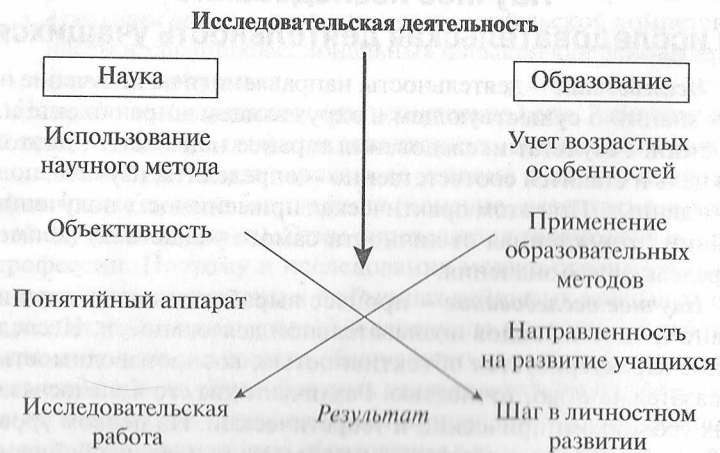 Исследовательская деятельность
Наука
Образование
Использование
научного метода
Учет возрастных
особенностей
Объективность
Применение
образовательных
методов
Понятийный аппарат
Направленность
на развитие учащихся
Исследовательская
работа
Результат
Шаг в личностном
развитии